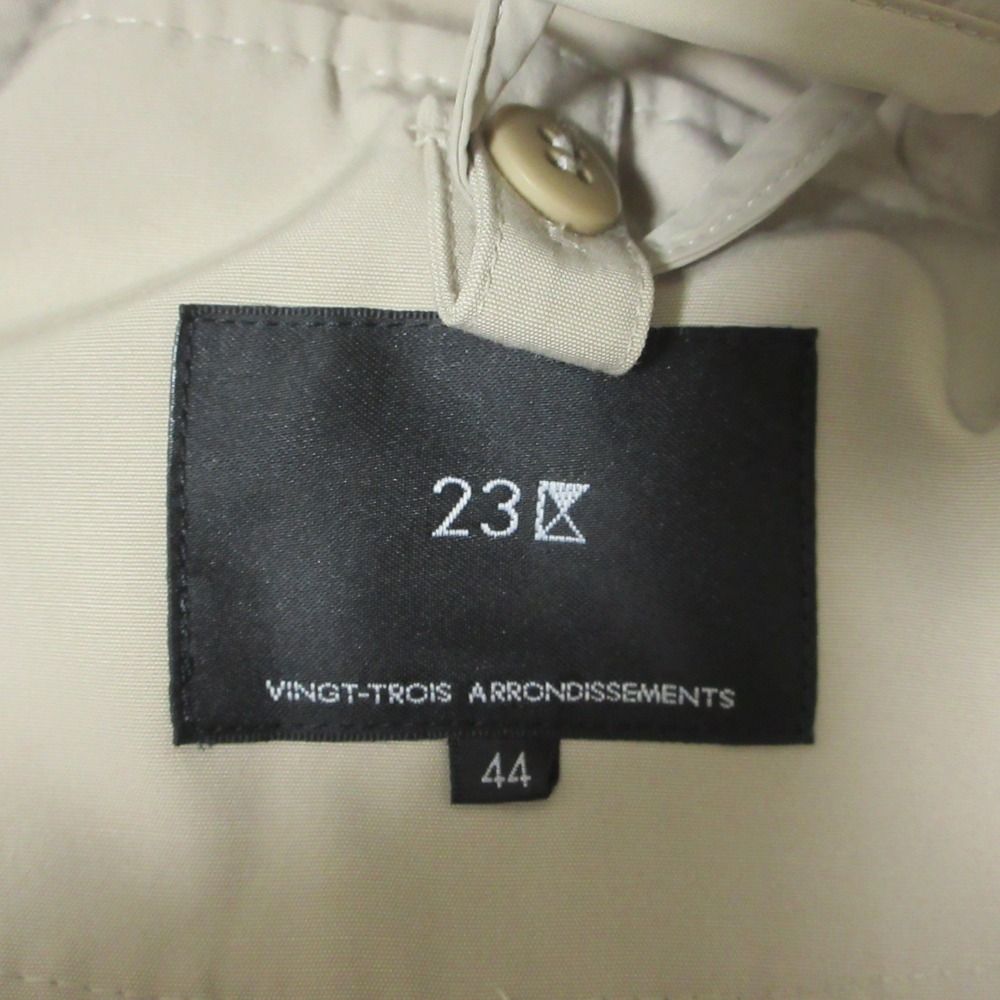 23区
VINGT-TROIS ARRONDISSEMENTS
44